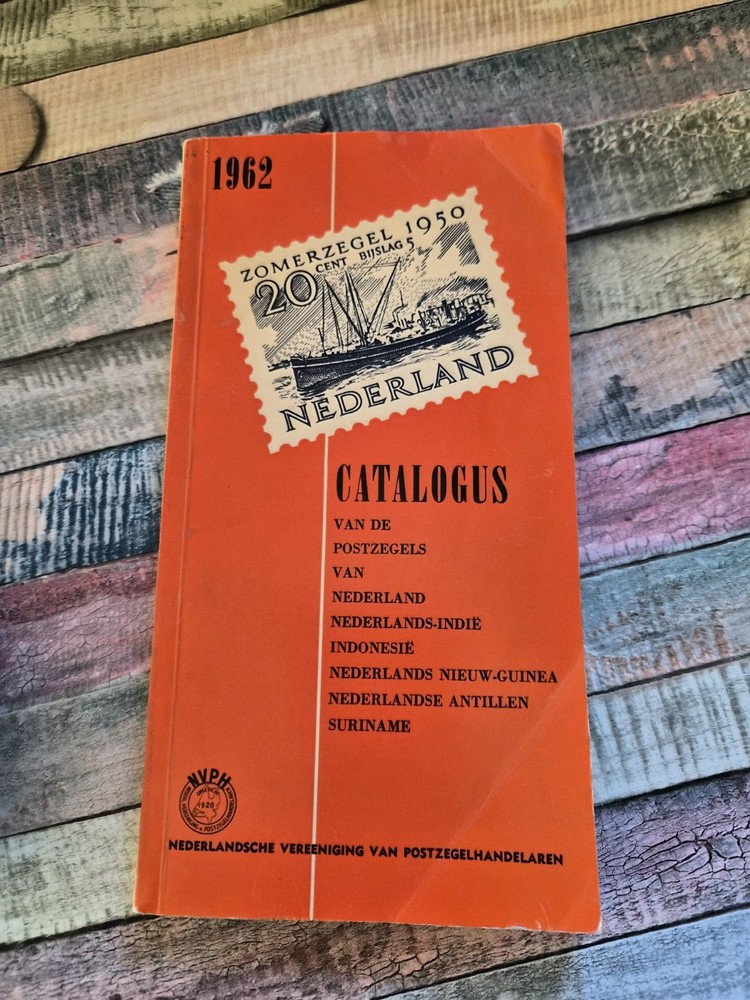 1962
ZOMERZEGEL 1950
20 CENT BIJSLAG 5
NEDERLAND
CATALOGUS
VAN DE
POSTZEGELS
VAN
NEDERLAND
NEDERLANDS-INDIË
INDONESIË
NEDERLANDS NIEUW-GUINEA
NEDERLANDSE ANTILLEN
SURINAME
N.V.P.H.
1928
NEDERLANDSCHE VEREENIGING VAN POSTZEGELHANDELAREN